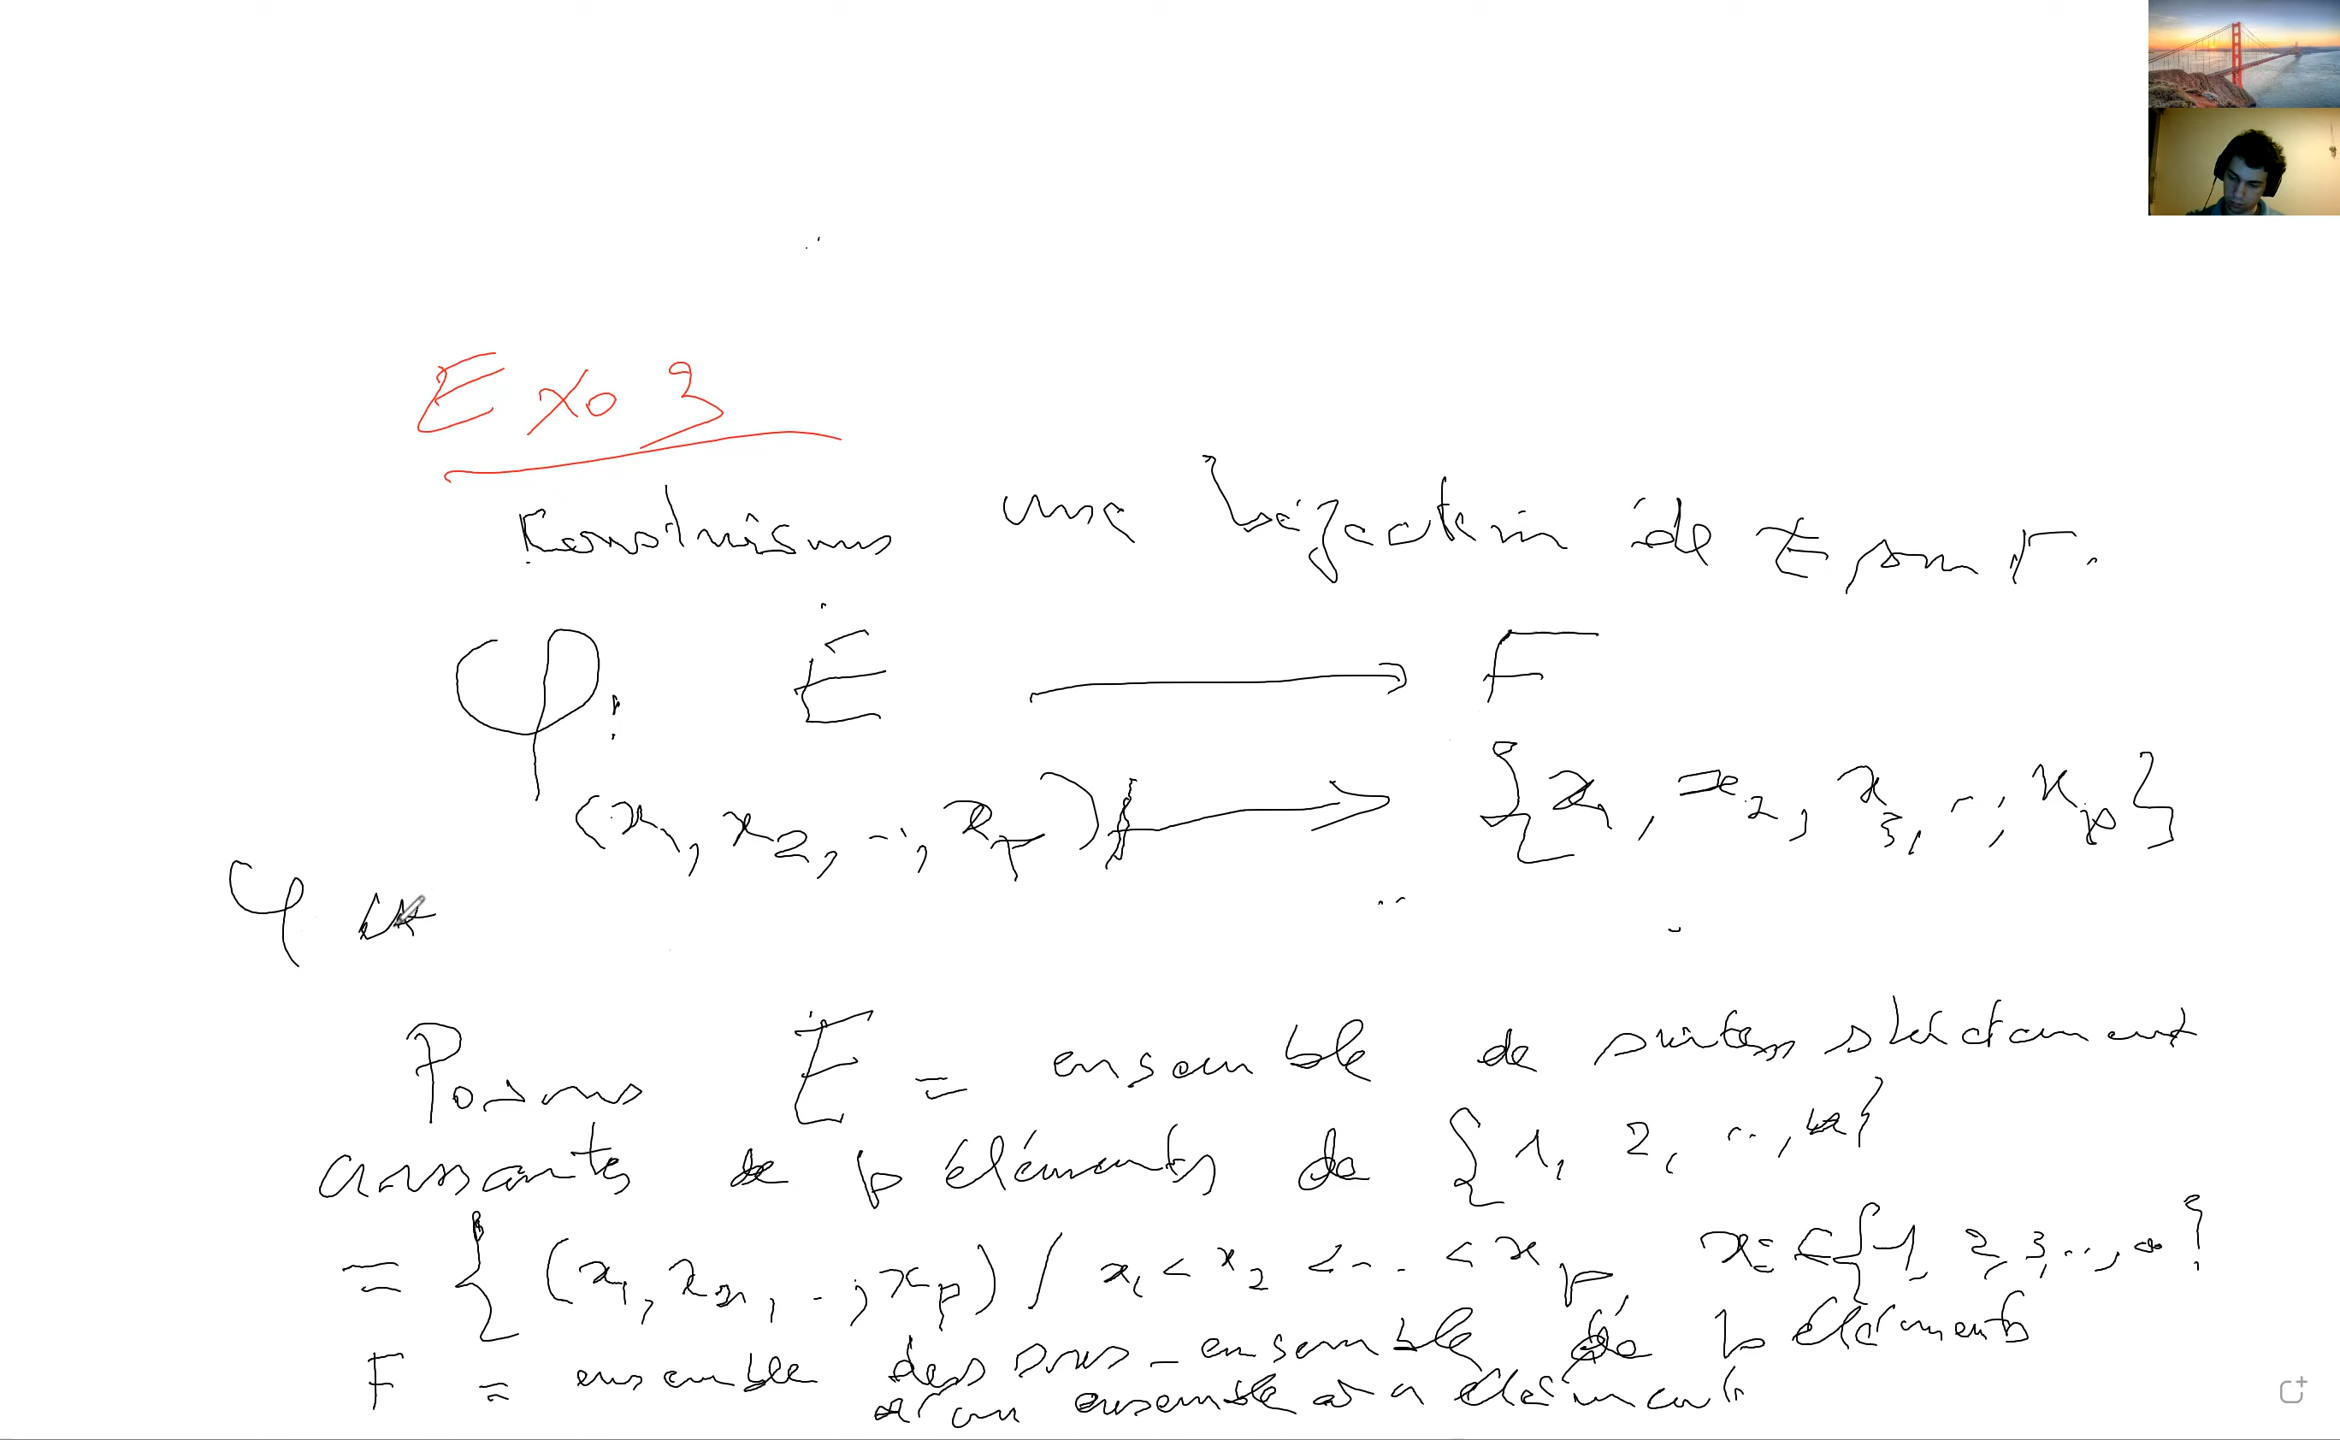 Exo 3
Construisons une bijection de E sur F.
φ : E ⟶ F
(x₁, x₂, .., xₚ) ⟼ {x₁, x₂, x₃, .., xₚ}
φ est
Posons E = ensemble de suites strictement
croissantes de p éléments de {1, 2, .., n}
= { (x₁, x₂, .., xₚ) / x₁ < x₂ < .. < xₚ, xᵢ ∈ {1, 2, 3, .., n}
F = ensemble des sous-ensemble de p éléments
d'un ensemble à n éléments